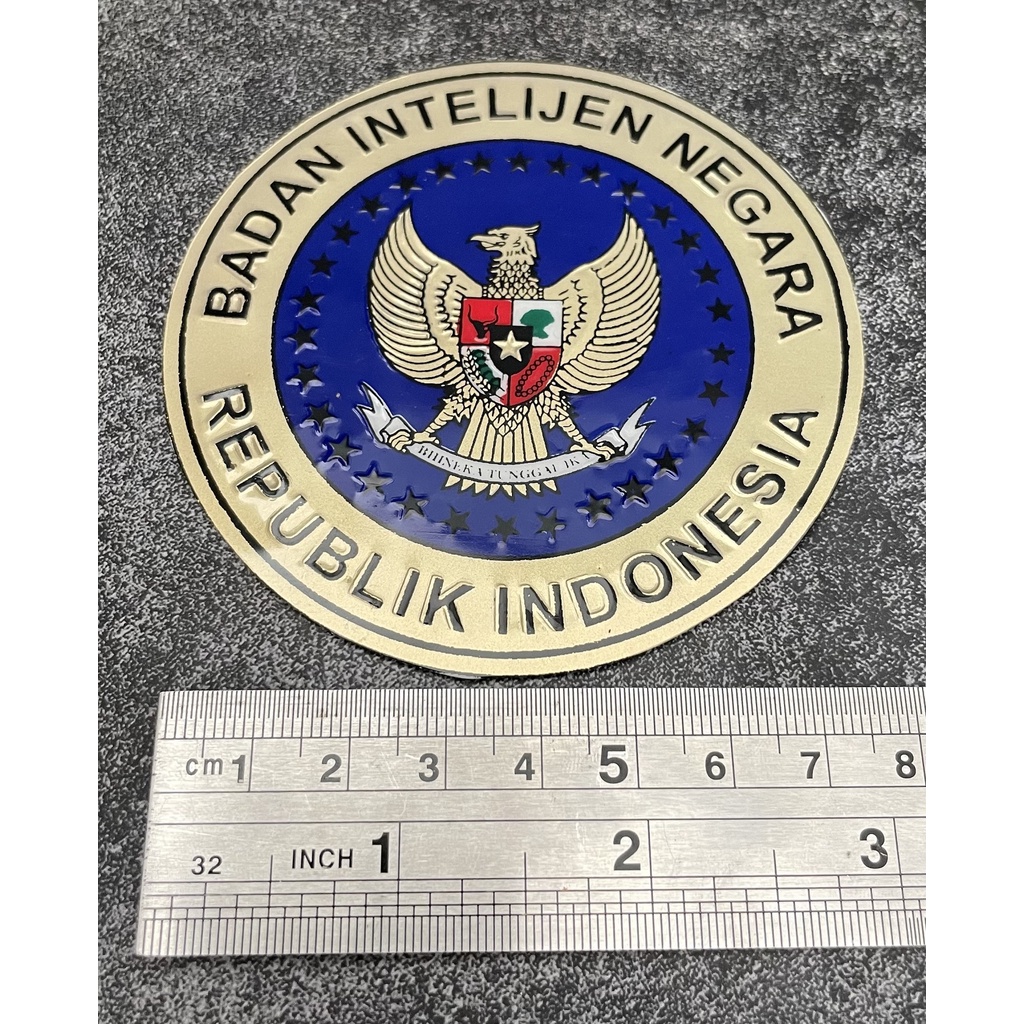 BADAN INTELIJEN NEGARA
BHINEKA TUNGGAL IKA
REPUBLIK INDONESIA
cm 1 2 3 4 5 6 7 8
32 INCH 1 2 3